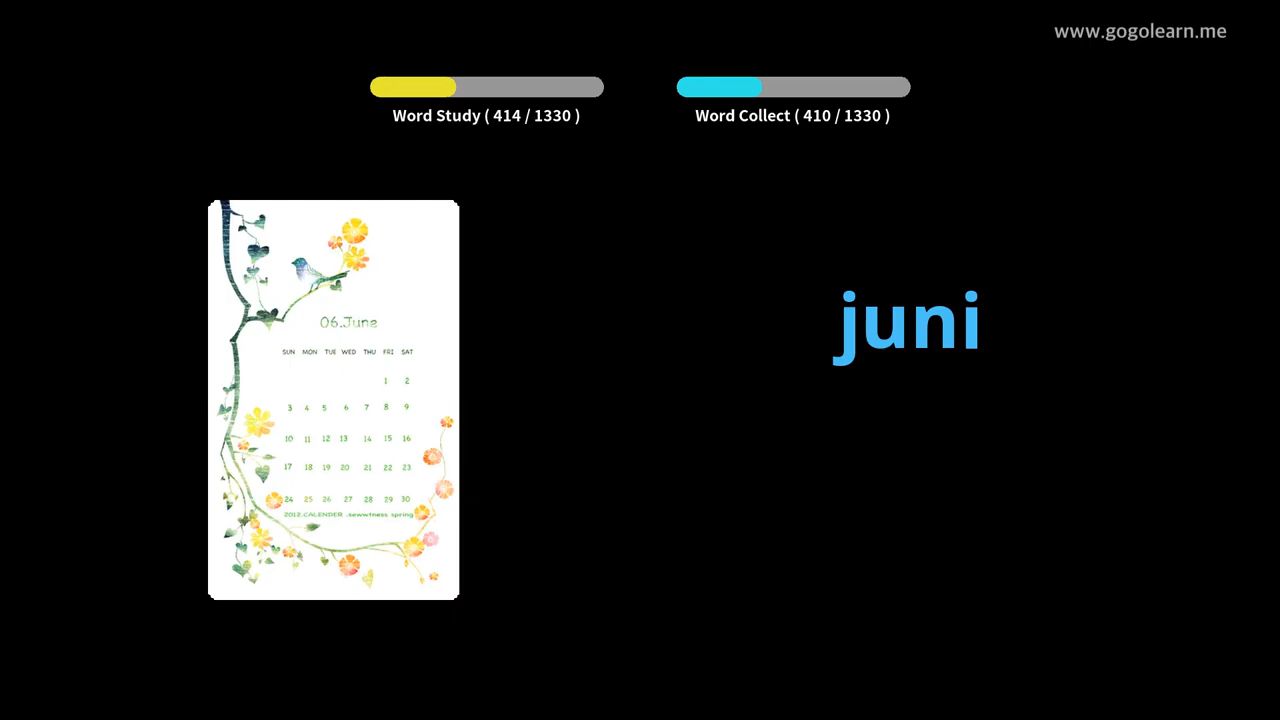 www.gogolearn.me
Word Study ( 414 / 1330 )
Word Collect ( 410 / 1330 )
06.June
SUN MON TUE WED THU FRI SAT
1 2
3 4 5 6 7 8 9
10 11 12 13 14 15 16
17 18 19 20 21 22 23
24 25 26 27 28 29 30
2012.CALENDER .sewwtness spring
juni